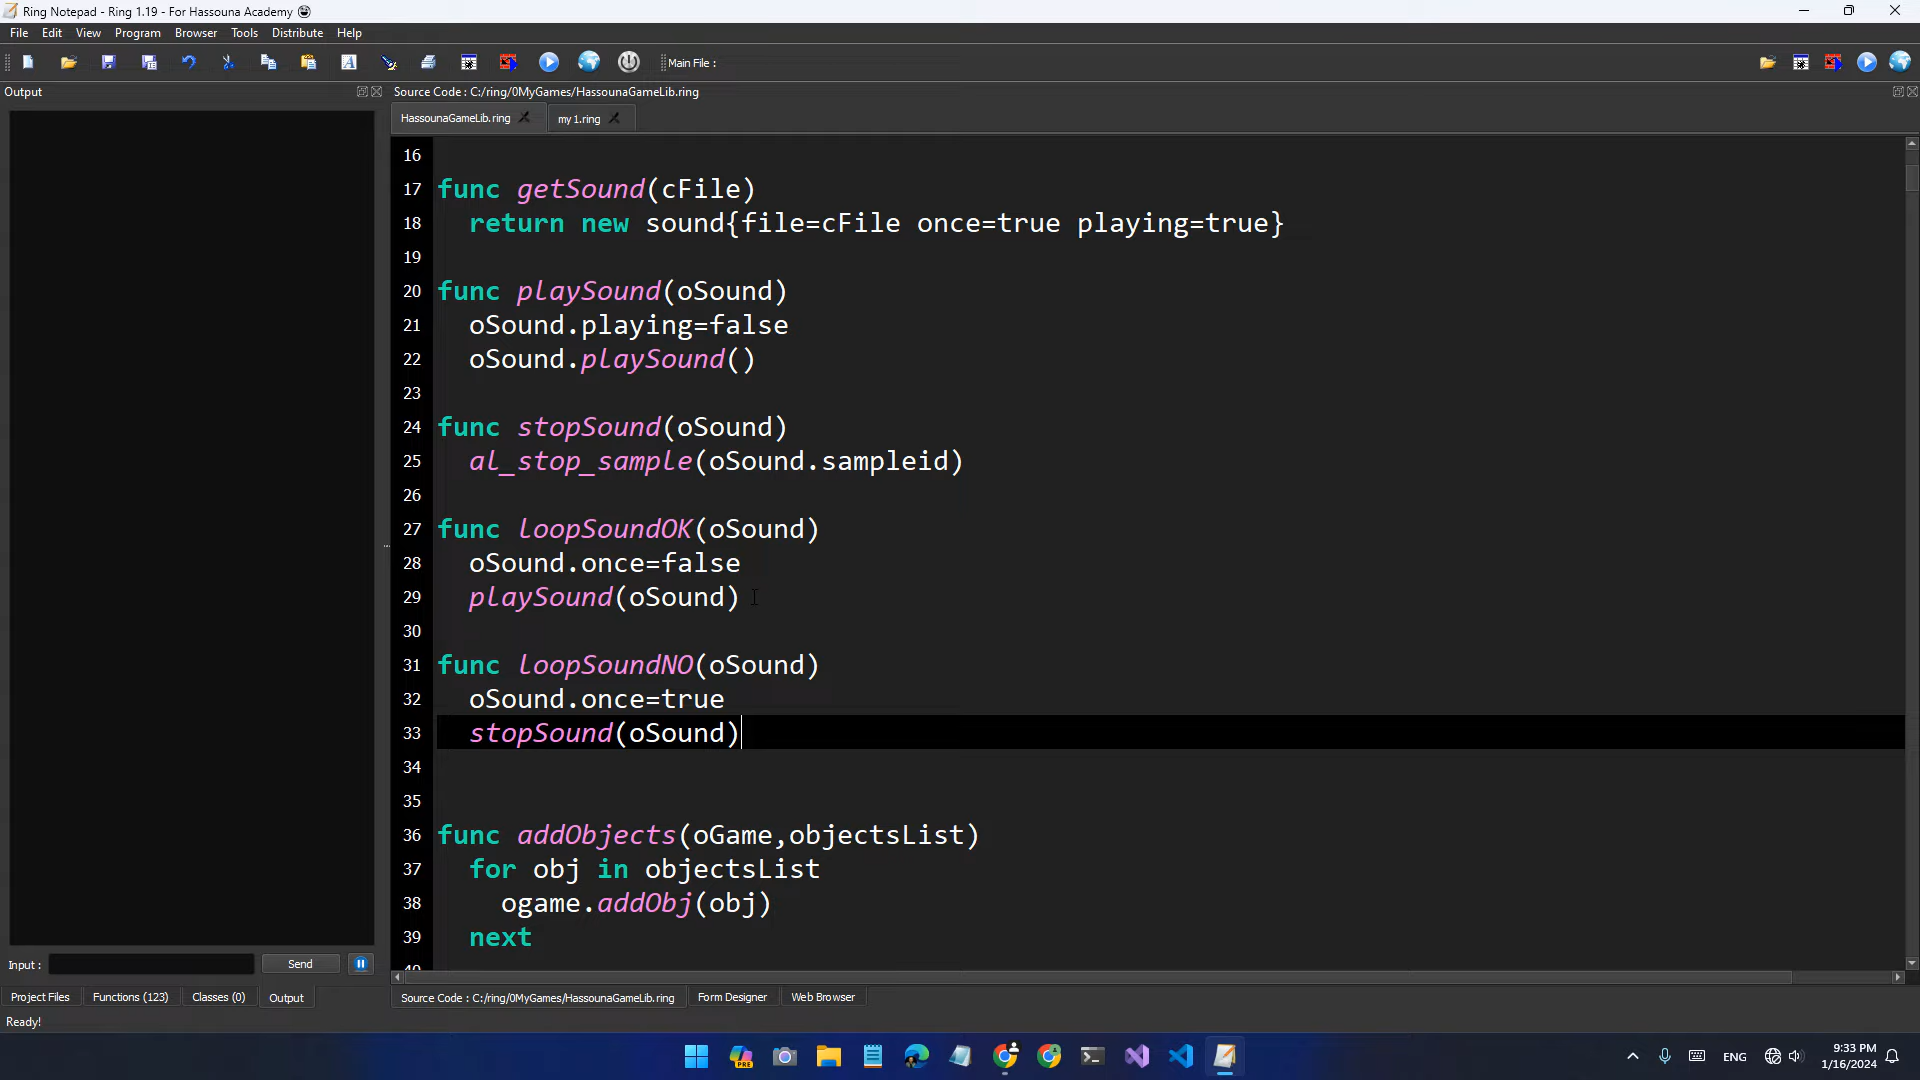 Ring Notepad - Ring 1.19 - For Hassouna Academy
File Edit View Program Browser Tools Distribute Help
Main File :
Output
Source Code : C:/ring/0MyGames/HassounaGameLib.ring
HassounaGameLib.ring my 1.ring
16
17 func getSound(cFile)
18 return new sound{file=cFile once=true playing=true}
19
20 func playSound(oSound)
21 oSound.playing=false
22 oSound.playSound()
23
24 func stopSound(oSound)
25 al_stop_sample(oSound.sampleid)
26
27 func loopSoundOK(oSound)
28 oSound.once=false
29 playSound(oSound)
30
31 func loopSoundNO(oSound)
32 oSound.once=true
33 stopSound(oSound)
34
35
36 func addObjects(oGame,objectsList)
37 for obj in objectsList
38 ogame.addObj(obj)
39 next
40
Input : Send
Project Files Functions (123) Classes (0) Output
Source Code : C:/ring/0MyGames/HassounaGameLib.ring Form Designer Web Browser
Ready!
PRE
ENG
9:33 PM
1/16/2024